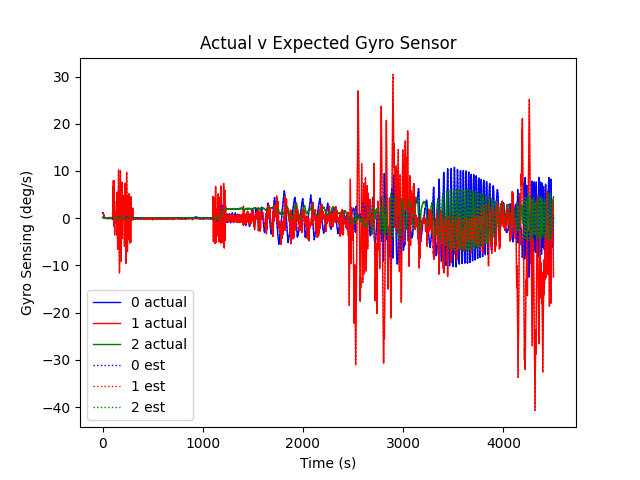 Actual v Expected Gyro Sensor
Gyro Sensing (deg/s)
30
20
10
0
−10
−20
−30
−40
0 actual
1 actual
2 actual
0 est
1 est
2 est
0 1000 2000 3000 4000
Time (s)